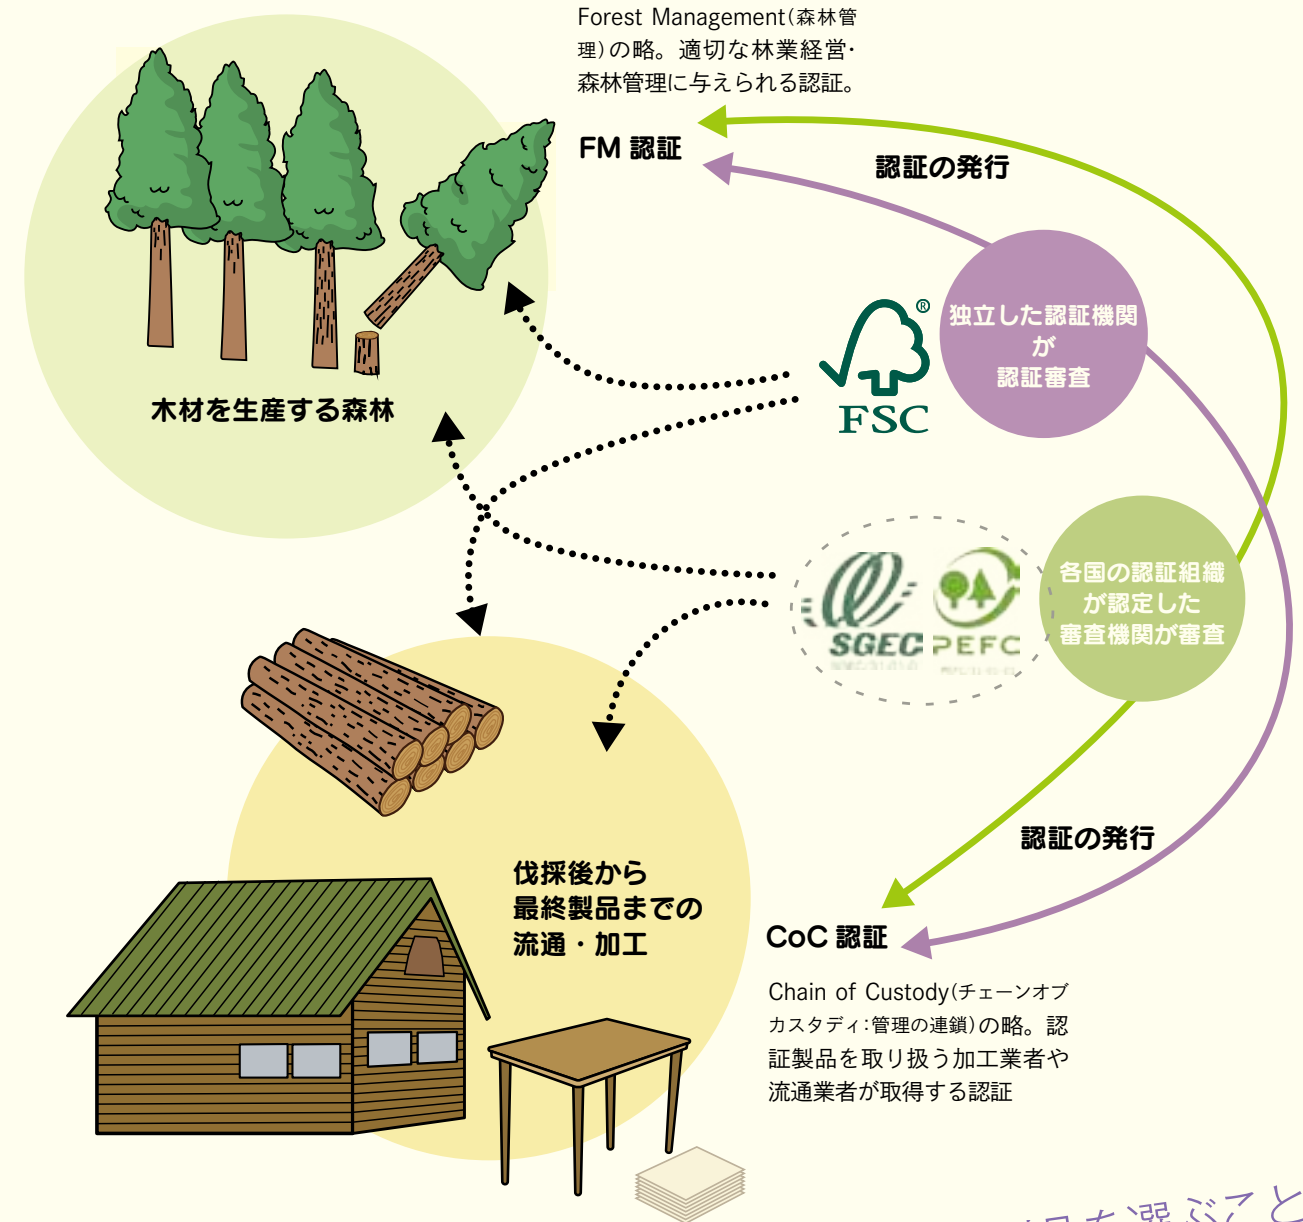 Forest Management(森林管
理)の略。適切な林業経営・
森林管理に与えられる認証。
FM 認証
認証の発行
独立した認証機関
が
認証審査
®
FSC
木材を生産する森林
各国の認証組織
が認定した
審査機関が審査
SGEC
PEFC
認証の発行
伐採後から
最終製品までの
流通・加工
CoC 認証
Chain of Custody(チェーンオブ
カスタディ:管理の連鎖)の略。認
証製品を取り扱う加工業者や
流通業者が取得する認証
を選ぶこと